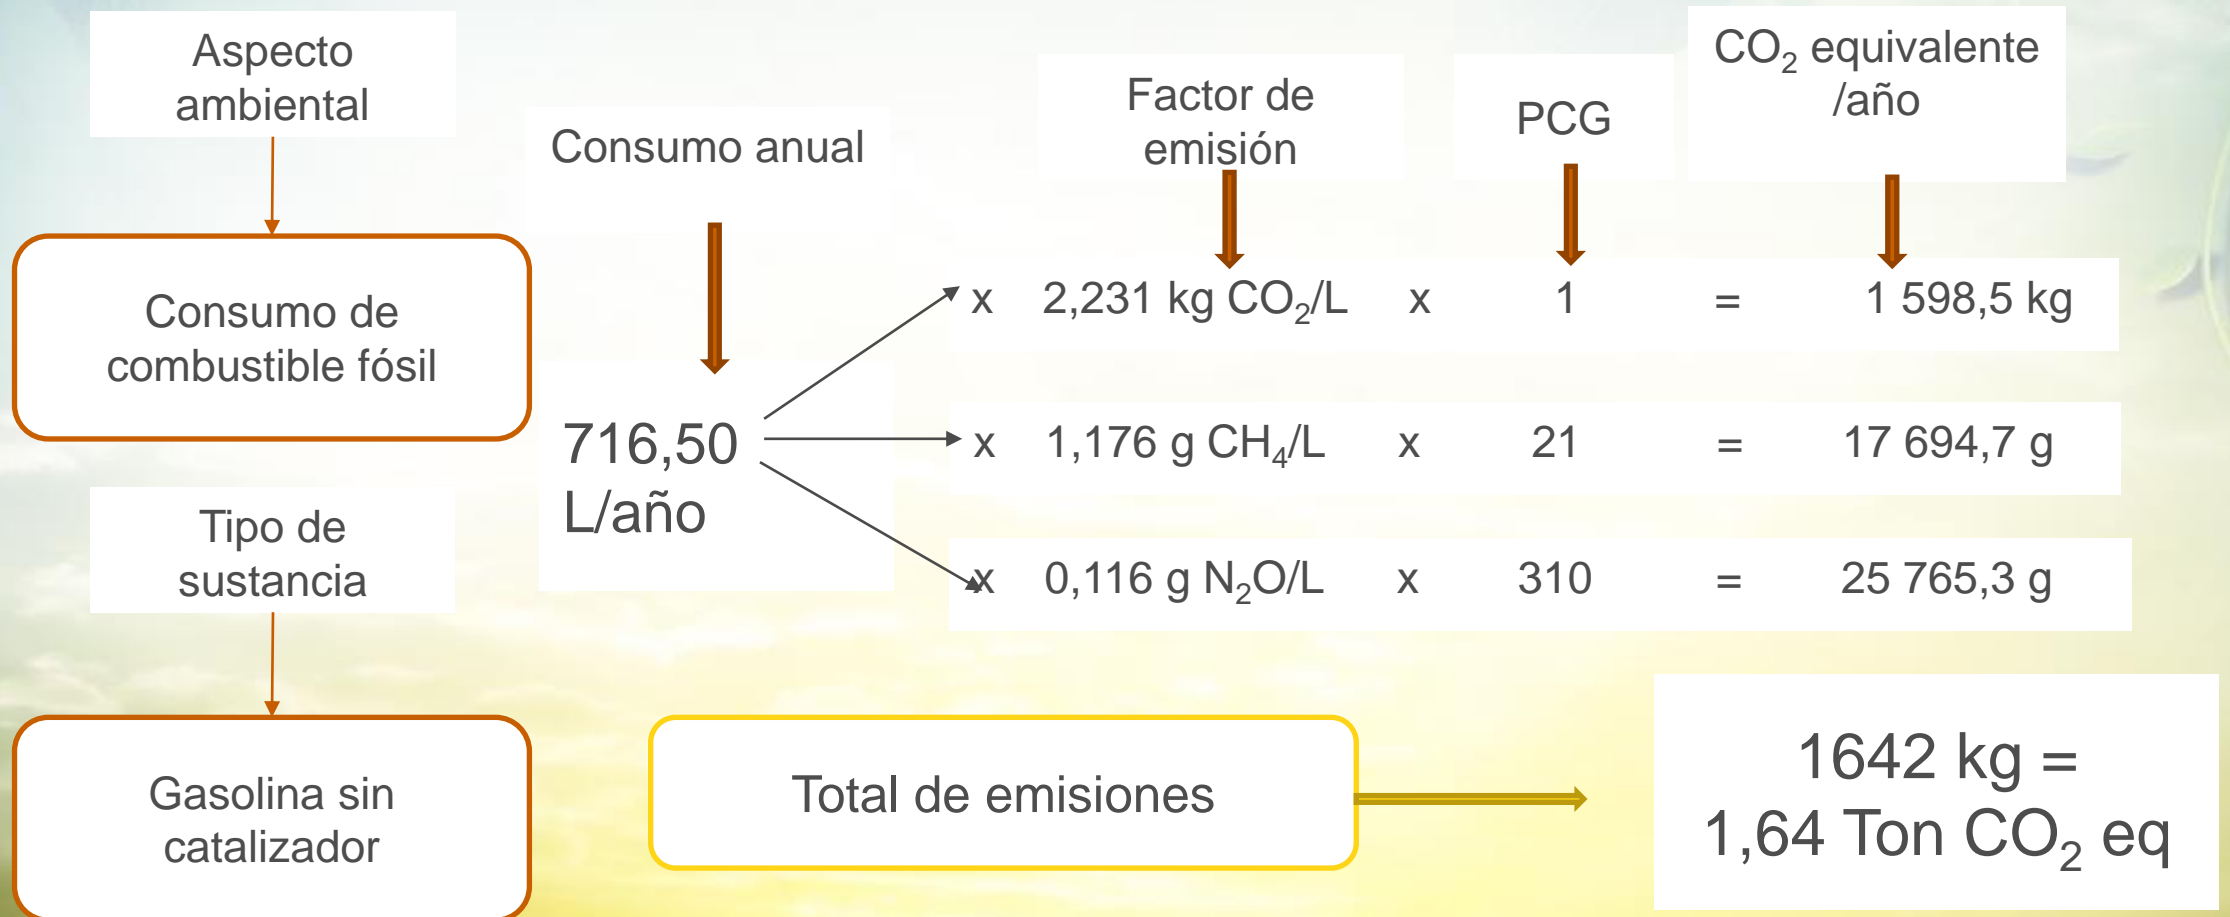 Aspecto
ambiental
Consumo de
combustible fósil
Tipo de
sustancia
Gasolina sin
catalizador
Consumo anual
716,50
L/año
Factor de
emisión
PCG
CO₂ equivalente
/año
x 2,231 kg CO₂/L x 1 = 1 598,5 kg
x 1,176 g CH₄/L x 21 = 17 694,7 g
x 0,116 g N₂O/L x 310 = 25 765,3 g
Total de emisiones
1642 kg =
1,64 Ton CO₂ eq